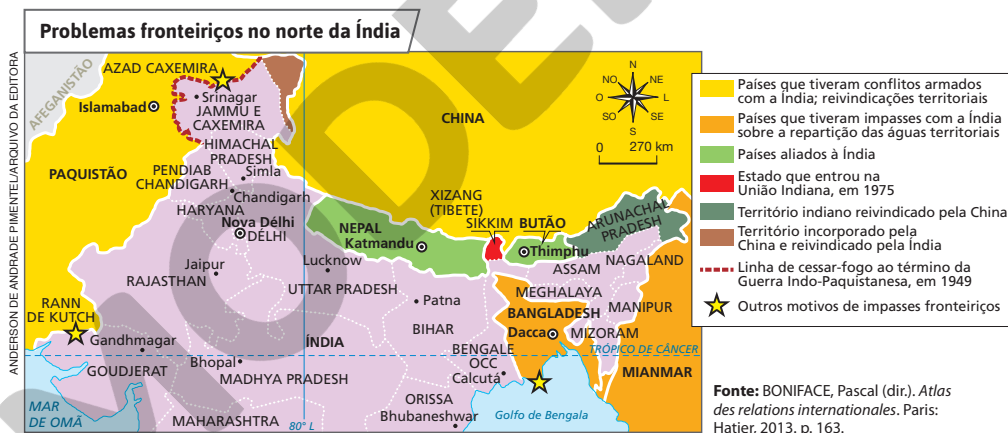 Problemas fronteiriços no norte da Índia
ANDERSON DE ANDRADE PIMENTEL/ARQUIVO DA EDITORA
AFEGANISTÃO
AZAD CAXEMIRA
Islamabad
Srinagar
JAMMU E
CAXEMIRA
PAQUISTÃO
HIMACHAL
PRADESH
PENDIAB
Simla
CHANDIGARH
Chandigarh
HARYANA
Nova Délhi
DÉLHI
CHINA
N
NO
NE
O
L
SO
SE
S
0
270 km
XIZANG
(TIBETE)
SIKKIM
BUTÃO
Thimphu
ARUNACHAL
PRADESH
NEPAL
Katmandu
Jaipur
RAJASTHAN
Lucknow
UTTAR PRADESH
Patna
BIHAR
ASSAM
NAGALAND
MEGHALAYA
MANIPUR
BANGLADESH
Dacca
MIZORAM
TRÓPICO DE CÂNCER
MIANMAR
RANN
DE KUTCH
Gandhmagar
GOUDJERAT
Bhopal
ÍNDIA
MADHYA PRADESH
BENGALE
OCC
Calcutá
ORISSA
Bhubaneshwar
Golfo de Bengala
MAR
DE OMÃ
MAHARASHTRA
80° L
Países que tiveram conflitos armados
com a Índia; reivindicações territoriais
Países que tiveram impasses com a Índia
sobre a repartição das águas territoriais
Países aliados à Índia
Estado que entrou na
União Indiana, em 1975
Território indiano reivindicado pela China
Território incorporado pela
China e reivindicado pela Índia
Linha de cessar-fogo ao término da
Guerra Indo-Paquistanesa, em 1949
Outros motivos de impasses fronteiriços
Fonte: BONIFACE, Pascal (dir.). Atlas
des relations internationales. Paris:
Hatier, 2013. p. 163.